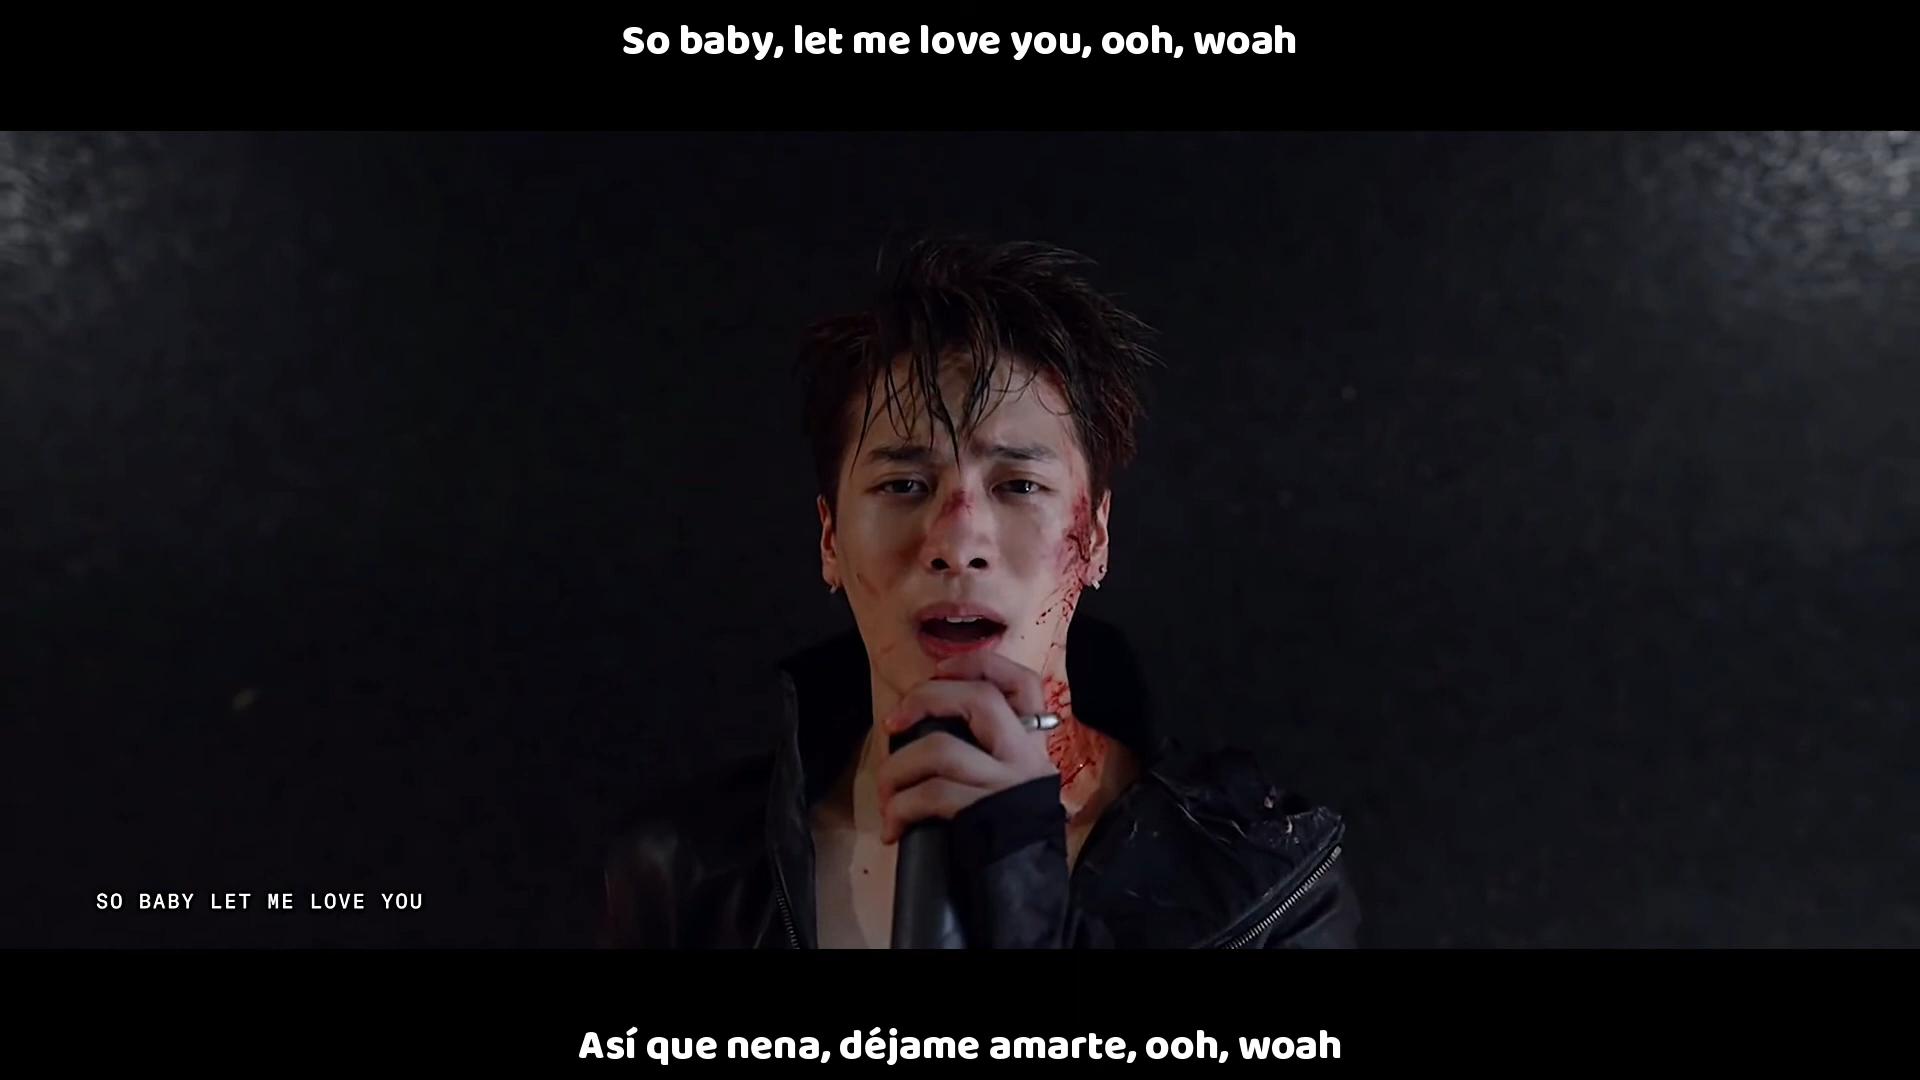 So baby, let me love you, ooh, woah
SO BABY LET ME LOVE YOU
Así que nena, déjame amarte, ooh, woah